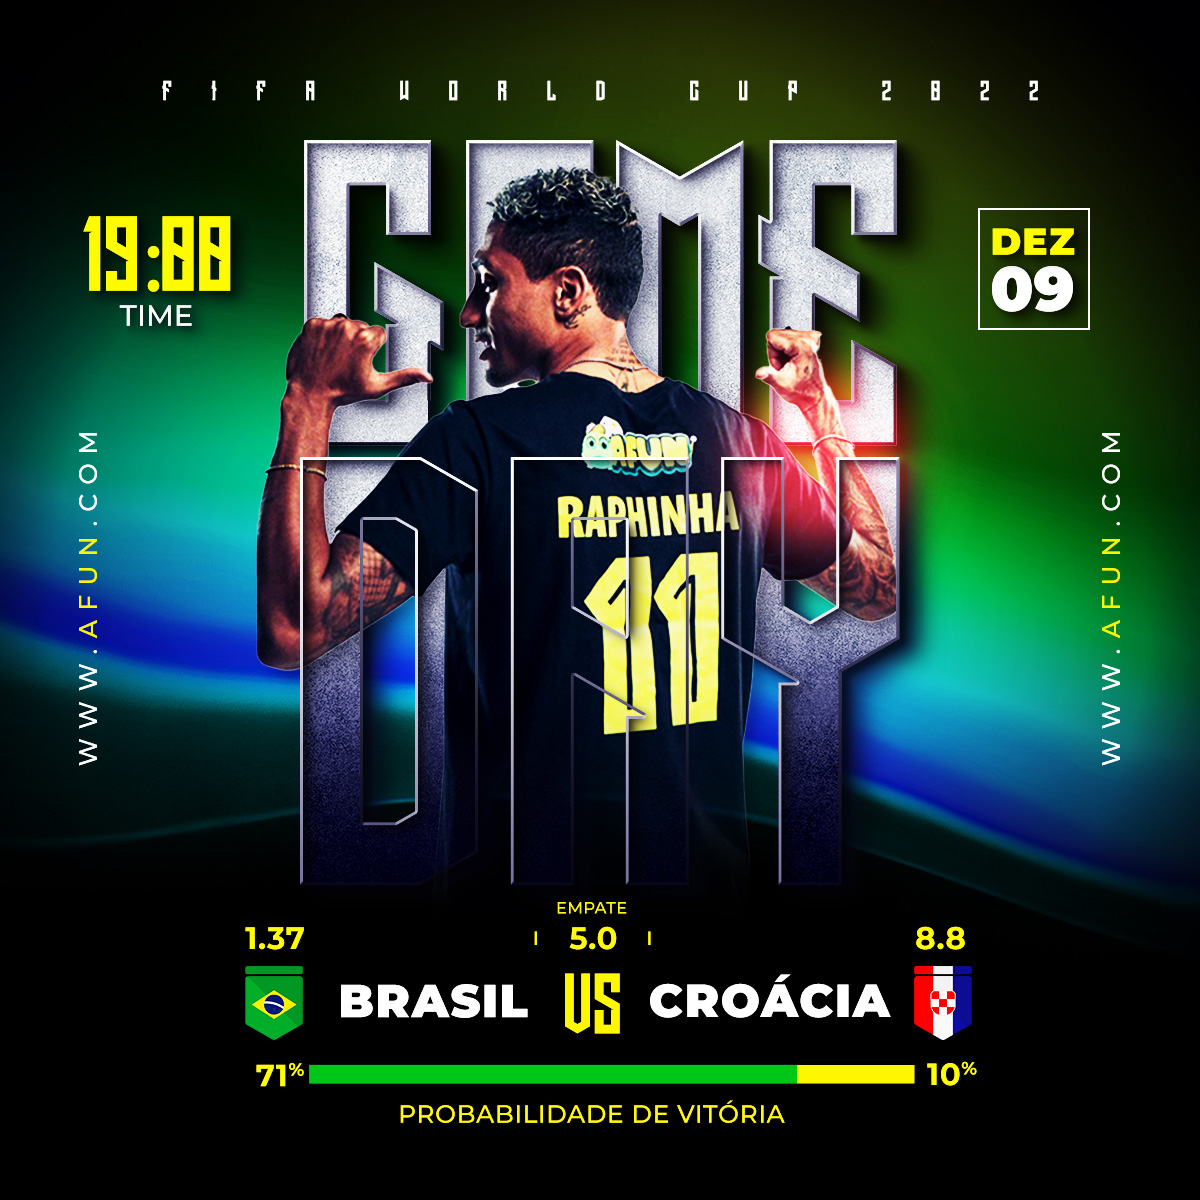 FIFA WORLD CUP 2022
GAME
19:00
TIME
DEZ
09
AFUN
RAPHINHA
11
DAY
WWW.AFUN.COM
WWW.AFUN.COM
EMPATE
1.37
5.0
8.8
BRASIL VS CROÁCIA
71%
10%
PROBABILIDADE DE VITÓRIA